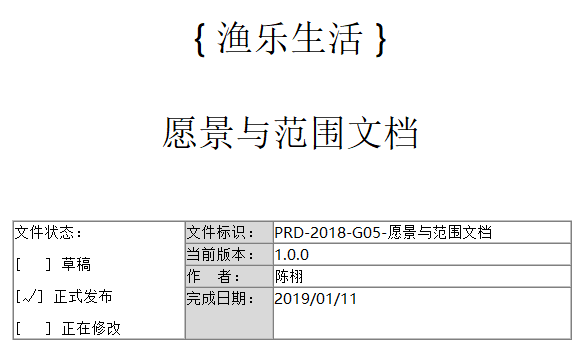 { 渔乐生活 }
愿景与范围文档
文件状态：
[  ] 草稿
[√] 正式发布
[  ] 正在修改
文件标识： PRD-2018-G05-愿景与范围文档
当前版本： 1.0.0
作  者： 陈栩
完成日期： 2019/01/11